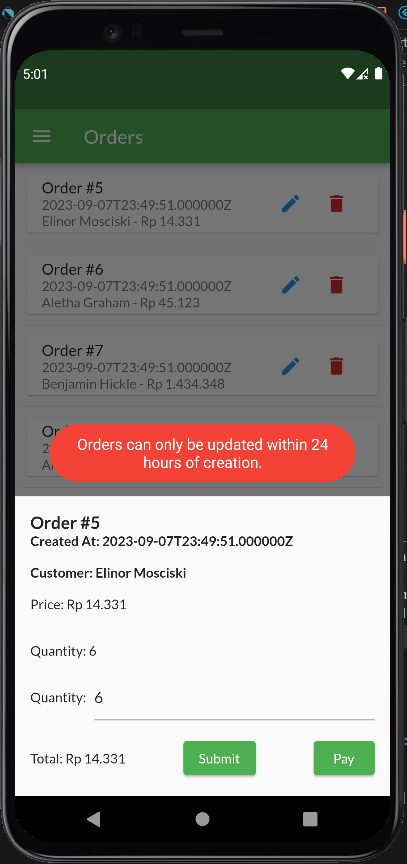 5:01
Orders
Order #5
2023-09-07T23:49:51.000000Z
Elinor Mosciski - Rp 14.331
Order #6
2023-09-07T23:49:51.000000Z
Aletha Graham - Rp 45.123
Order #7
2023-09-07T23:49:51.000000Z
Benjamin Hickle - Rp 1.434.348
Orders can only be updated within 24
hours of creation.
Order #5
Created At: 2023-09-07T23:49:51.000000Z
Customer: Elinor Mosciski
Price: Rp 14.331
Quantity: 6
Quantity: 6
Total: Rp 14.331 Submit Pay